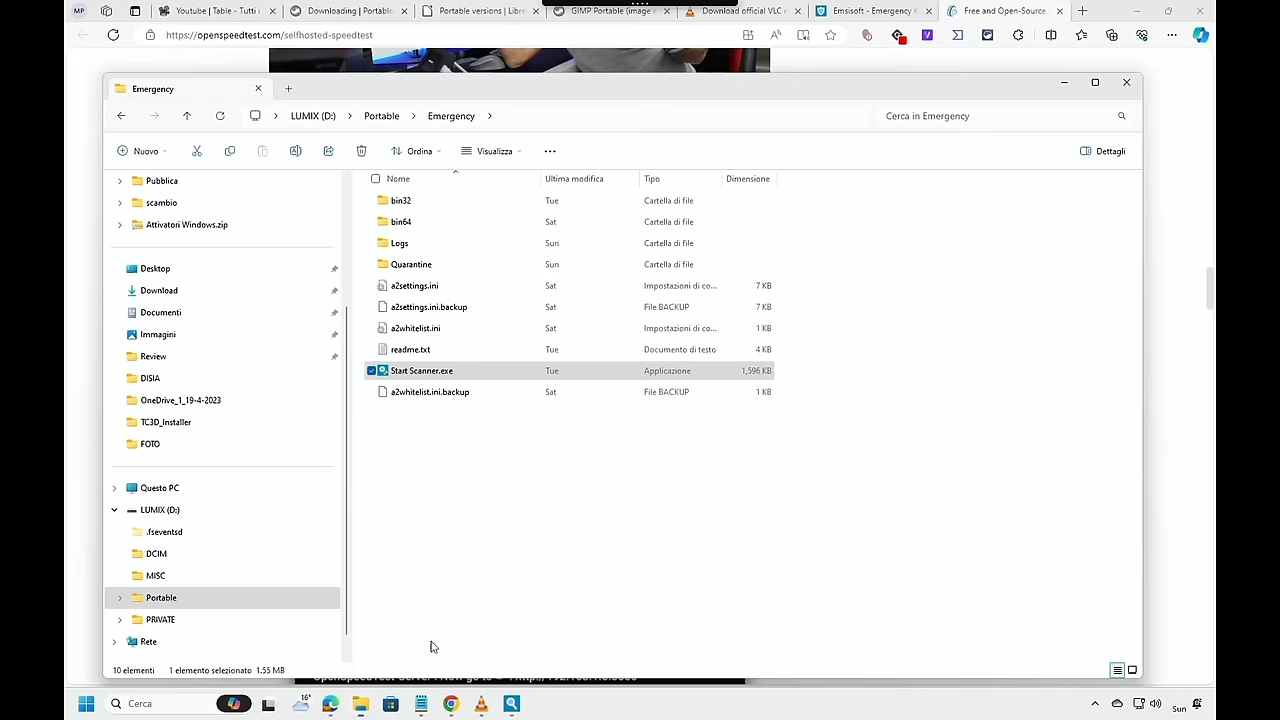 MP
Youtube | Table - Tutti i
Downloading | Portable
Portable versions | Libre
GIMP Portable (image e
Download official VLC m
Emsisoft - Emergency K
Free and Open-Source
https://openspeedtest.com/selfhosted-speedtest
Emergency
LUMIX (D:)
Portable
Emergency
Cerca in Emergency
Nuovo
Ordina
Visualizza
Dettagli
Nome
Ultima modifica
Tipo
Dimensione
Pubblica
scambio
Attivatori Windows.zip
Desktop
Download
Documenti
Immagini
Review
DISIA
OneDrive_1_19-4-2023
TC3D_Installer
FOTO
Questo PC
LUMIX (D:)
.fseventsd
DCIM
MISC
Portable
PRIVATE
Rete
bin32 Tue Cartella di file
bin64 Sat Cartella di file
Logs Sun Cartella di file
Quarantine Sun Cartella di file
a2settings.ini Sat Impostazioni di co... 7 KB
a2settings.ini.backup Sat File BACKUP 7 KB
a2whitelist.ini Sat Impostazioni di co... 1 KB
readme.txt Tue Documento di testo 4 KB
Start Scanner.exe Tue Applicazione 1,596 KB
a2whitelist.ini.backup Sat File BACKUP 1 KB
10 elementi 1 elemento selezionato 1.55 MB
Cerca
16°
Sun